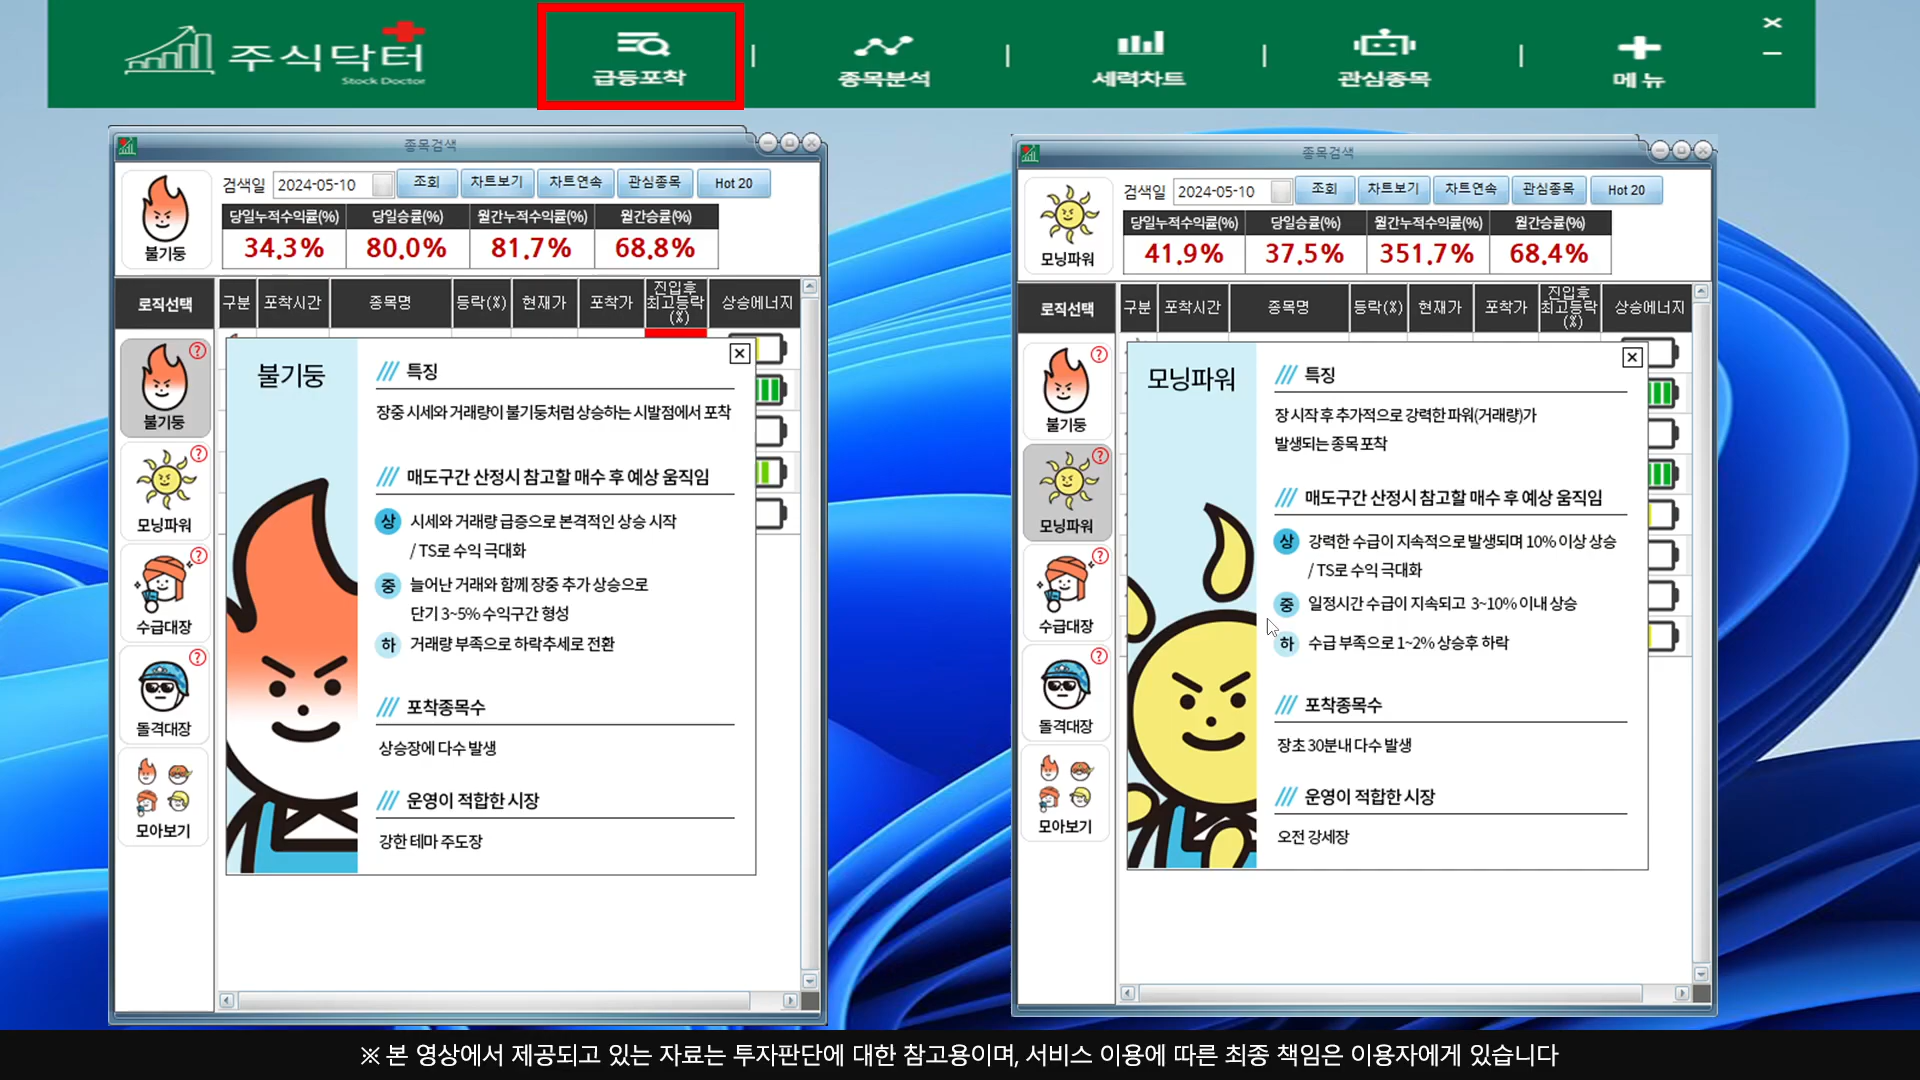 주식닥터
Stock Doctor
급등포착
종목분석
세력차트
관심종목
메뉴
종목검색
불기둥
검색일 2024-05-10 조회 차트보기 차트연속 관심종목 Hot 20
당일누적수익률(%) 당일승률(%) 월간누적수익률(%) 월간승률(%)
34.3% 80.0% 81.7% 68.8%
로직선택
구분 포착시간 종목명 등락(%) 현재가 포착가 진입후 최고등락 (%) 상승에너지
불기둥
모닝파워
수급대장
돌격대장
모아보기
불기둥
/// 특징
장중 시세와 거래량이 불기둥처럼 상승하는 시발점에서 포착
/// 매도구간 산정시 참고할 매수 후 예상 움직임
상 시세와 거래량 급증으로 본격적인 상승 시작
/ TS로 수익 극대화
중 늘어난 거래와 함께 장중 추가 상승으로
단기 3~5% 수익구간 형성
하 거래량 부족으로 하락추세로 전환
/// 포착종목수
상승장에 다수 발생
/// 운영이 적합한 시장
강한 테마 주도장
종목검색
모닝파워
검색일 2024-05-10 조회 차트보기 차트연속 관심종목 Hot 20
당일누적수익률(%) 당일승률(%) 월간누적수익률(%) 월간승률(%)
41.9% 37.5% 351.7% 68.4%
로직선택
구분 포착시간 종목명 등락(%) 현재가 포착가 진입후 최고등락 (%) 상승에너지
불기둥
모닝파워
수급대장
돌격대장
모아보기
모닝파워
/// 특징
장 시작 후 추가적으로 강력한 파워(거래량)가
발생되는 종목 포착
/// 매도구간 산정시 참고할 매수 후 예상 움직임
상 강력한 수급이 지속적으로 발생되며 10% 이상 상승
/ TS로 수익 극대화
중 일정시간 수급이 지속되고 3~10% 이내 상승
하 수급 부족으로 1~2% 상승후 하락
/// 포착종목수
장초 30분내 다수 발생
/// 운영이 적합한 시장
오전 강세장
※ 본 영상에서 제공되고 있는 자료는 투자판단에 대한 참고용이며, 서비스 이용에 따른 최종 책임은 이용자에게 있습니다